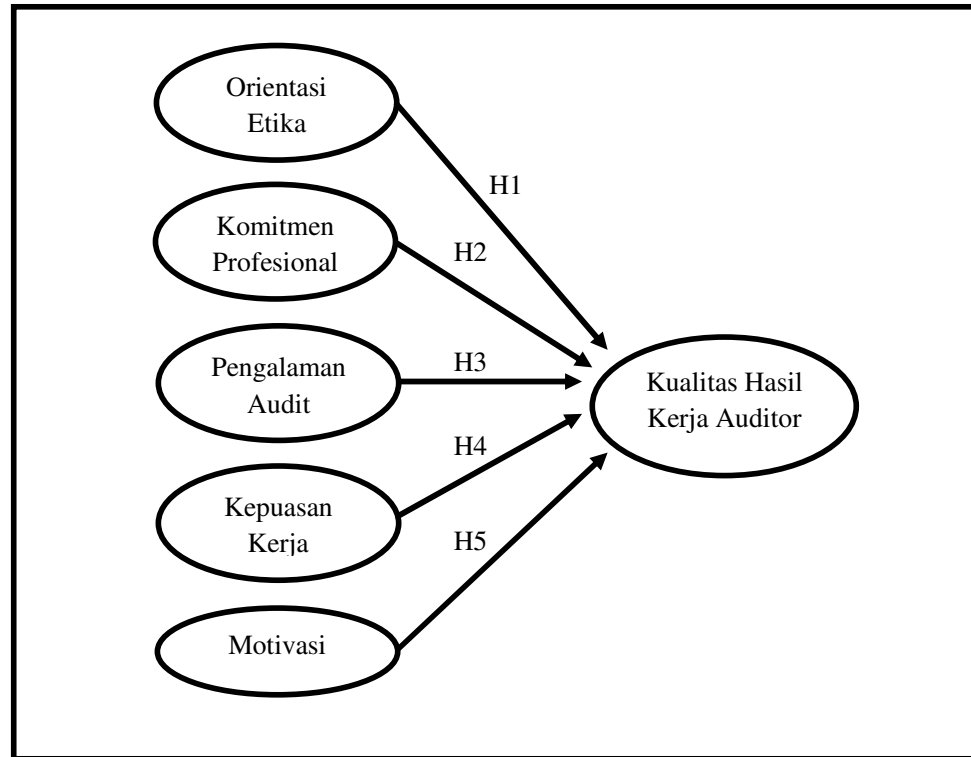 Orientasi
Etika
H1
Komitmen
Profesional
H2
Pengalaman
Audit
H3
Kualitas Hasil
Kerja Auditor
Kepuasan
Kerja
H4
H5
Motivasi